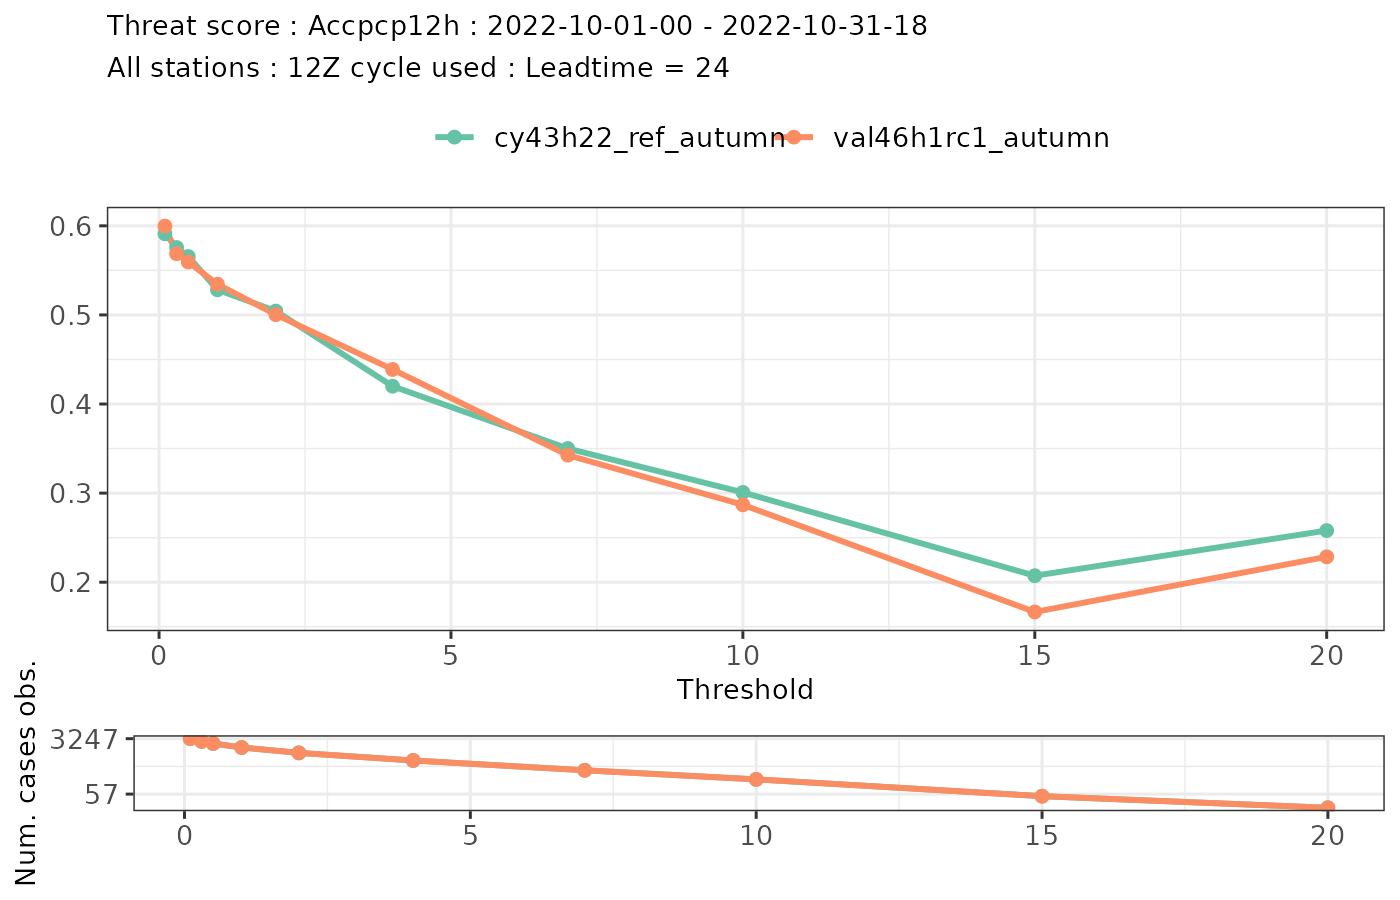 Threat score : Accpcp12h : 2022-10-01-00 - 2022-10-31-18
All stations : 12Z cycle used : Leadtime = 24
cy43h22_ref_autumn val46h1rc1_autumn
0.6
0.5
0.4
0.3
0.2
0 5 10 15 20
Threshold
Num. cases obs.
3247
57
0 5 10 15 20